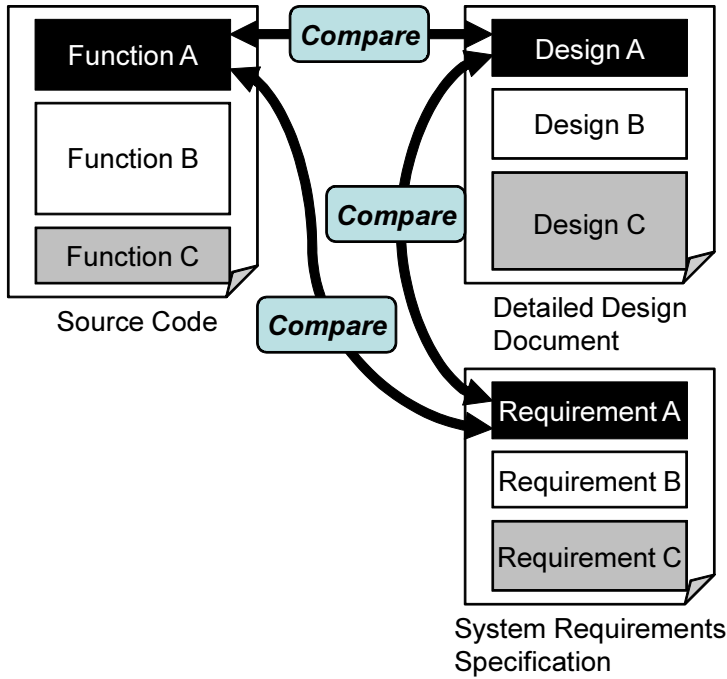 Function A
Function B
Function C
Source Code
Compare
Compare
Compare
Design A
Design B
Design C
Detailed Design
Document
Requirement A
Requirement B
Requirement C
System Requirements
Specification